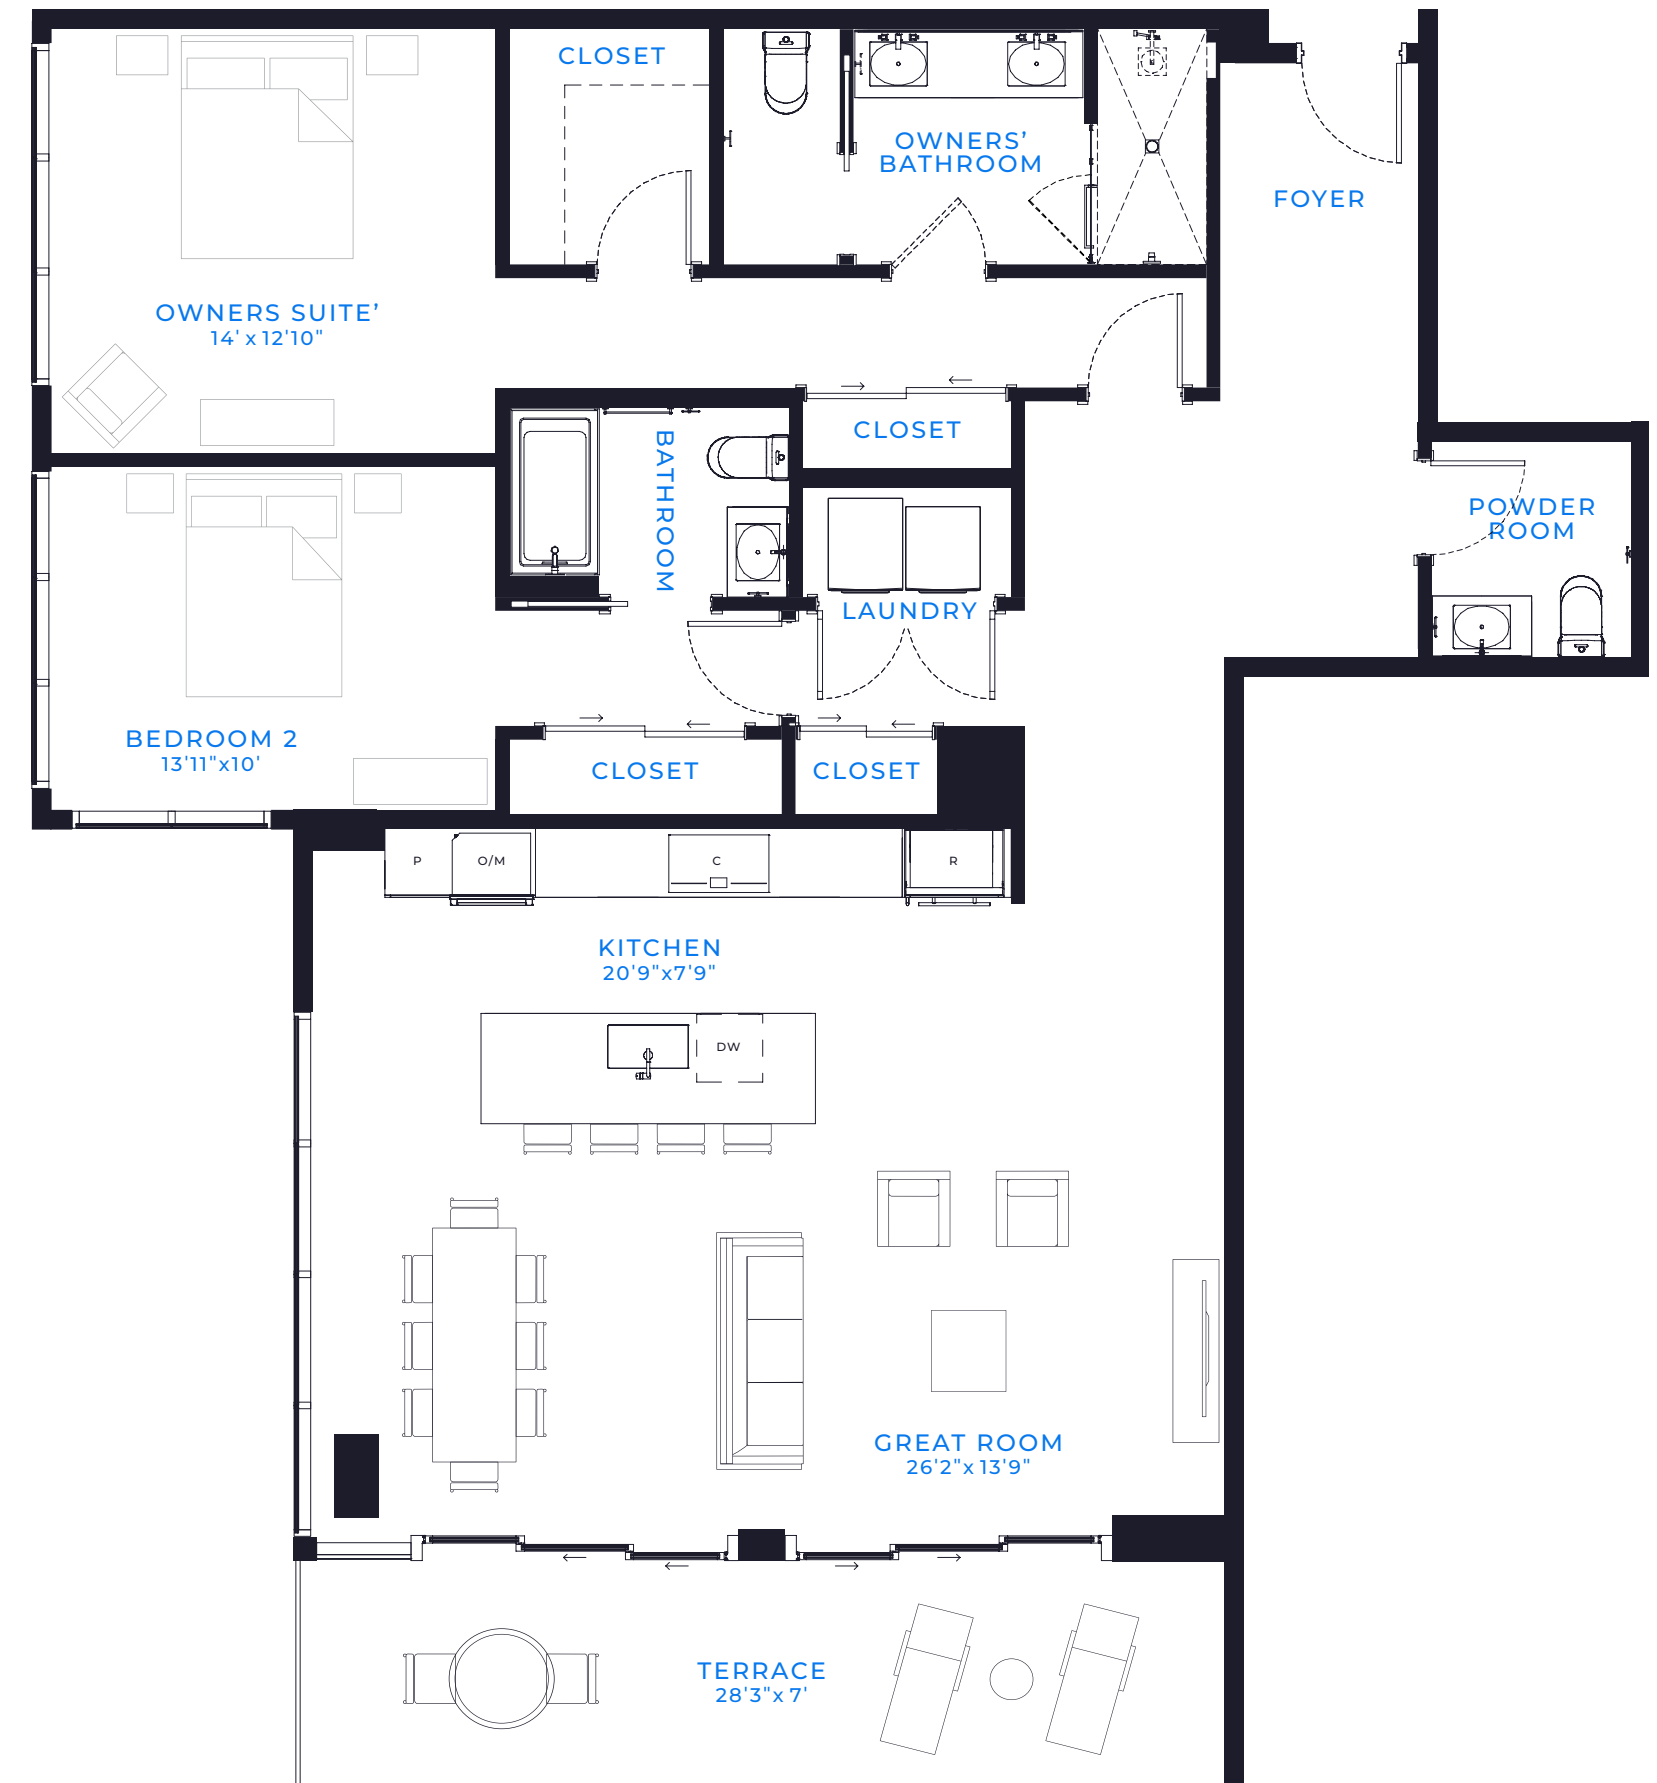 CLOSET
OWNERS’
BATHROOM
FOYER
OWNERS SUITE’
14' x 12'10"
CLOSET
BATHROOM
POWDER
ROOM
LAUNDRY
BEDROOM 2
13'11"x10'
CLOSET
CLOSET
P
O/M
C
R
KITCHEN
20'9"x7'9"
DW
GREAT ROOM
26'2"x 13'9"
TERRACE
28'3"x 7'